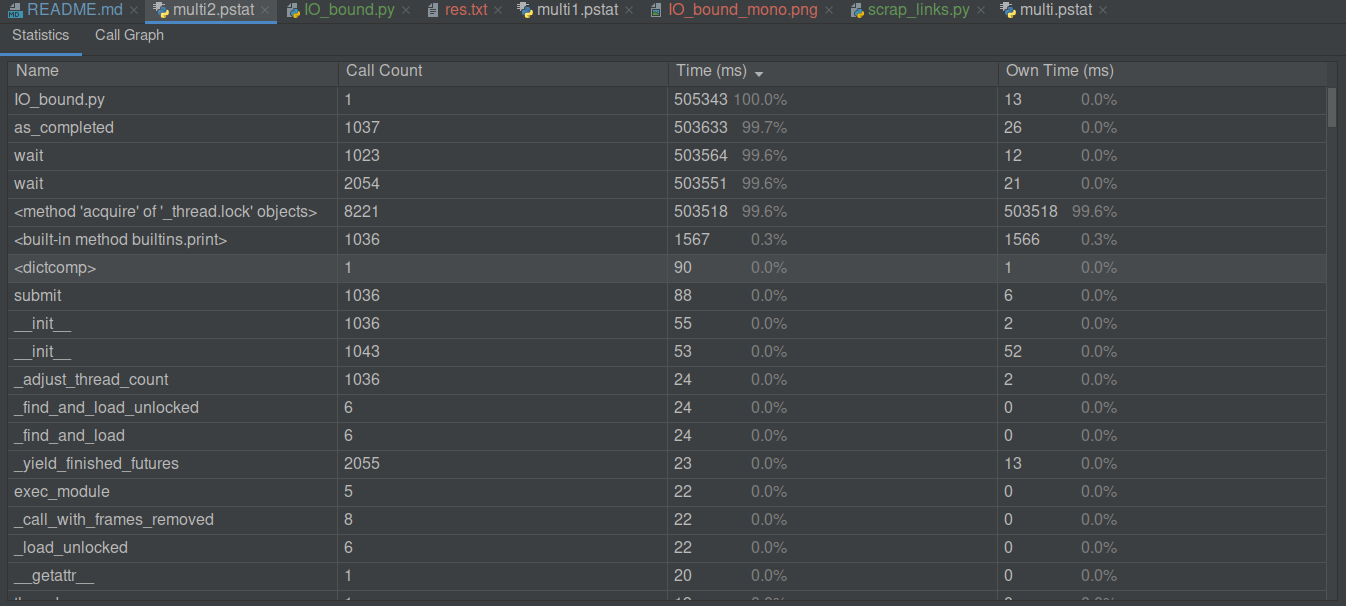 README.md multi2.pstat IO_bound.py res.txt multi1.pstat IO_bound_mono.png scrap_links.py multi.pstat
Statistics Call Graph
Name Call Count Time (ms) Own Time (ms)
IO_bound.py 1 505343 100.0% 13 0.0%
as_completed 1037 503633 99.7% 26 0.0%
wait 1023 503564 99.6% 12 0.0%
wait 2054 503551 99.6% 21 0.0%
<method 'acquire' of '_thread.lock' objects> 8221 503518 99.6% 503518 99.6%
<built-in method builtins.print> 1036 1567 0.3% 1566 0.3%
<dictcomp> 1 90 0.0% 1 0.0%
submit 1036 88 0.0% 6 0.0%
__init__ 1036 55 0.0% 2 0.0%
__init__ 1043 53 0.0% 52 0.0%
_adjust_thread_count 1036 24 0.0% 2 0.0%
_find_and_load_unlocked 6 24 0.0% 0 0.0%
_find_and_load 6 24 0.0% 0 0.0%
_yield_finished_futures 2055 23 0.0% 13 0.0%
exec_module 5 22 0.0% 0 0.0%
_call_with_frames_removed 8 22 0.0% 0 0.0%
_load_unlocked 6 22 0.0% 0 0.0%
__getattr__ 1 20 0.0% 0 0.0%